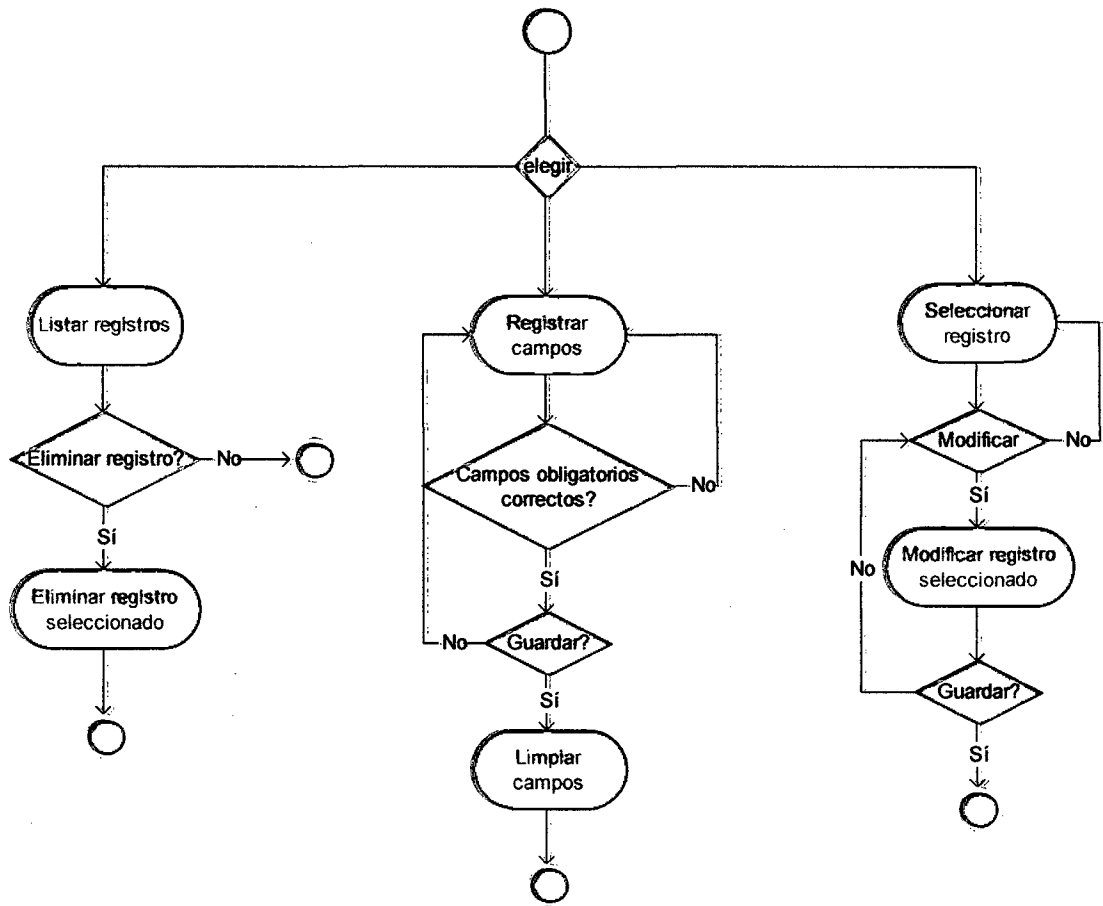 elegir
Listar registros
Eliminar registro?
No
Sí
Eliminar registro
seleccionado
Registrar
campos
Campos obligatorios
correctos?
No
Sí
Guardar?
No
Sí
Limpiar
campos
Seleccionar
registro
Modificar
No
Sí
Modificar registro
seleccionado
No
Guardar?
Sí